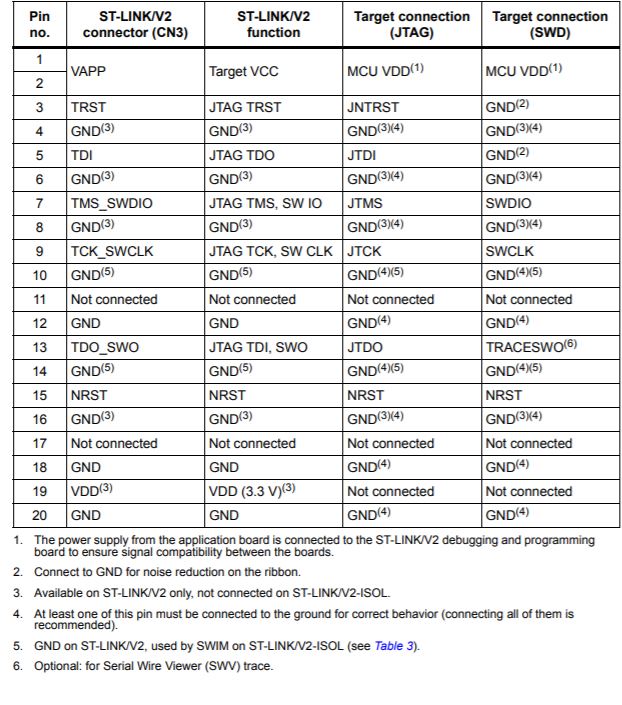 Pin no. ST-LINK/V2 connector (CN3) ST-LINK/V2 function Target connection (JTAG) Target connection (SWD)
1 VAPP Target VCC MCU VDD(1) MCU VDD(1)
2
3 TRST JTAG TRST JNTRST GND(2)
4 GND(3) GND(3) GND(3)(4) GND(3)(4)
5 TDI JTAG TDO JTDI GND(2)
6 GND(3) GND(3) GND(3)(4) GND(3)(4)
7 TMS_SWDIO JTAG TMS, SW IO JTMS SWDIO
8 GND(3) GND(3) GND(3)(4) GND(3)(4)
9 TCK_SWCLK JTAG TCK, SW CLK JTCK SWCLK
10 GND(5) GND(5) GND(4)(5) GND(4)(5)
11 Not connected Not connected Not connected Not connected
12 GND GND GND(4) GND(4)
13 TDO_SWO JTAG TDI, SWO JTDO TRACESWO(6)
14 GND(5) GND(5) GND(4)(5) GND(4)(5)
15 NRST NRST NRST NRST
16 GND(3) GND(3) GND(3)(4) GND(3)(4)
17 Not connected Not connected Not connected Not connected
18 GND GND GND(4) GND(4)
19 VDD(3) VDD (3.3 V)(3) Not connected Not connected
20 GND GND GND(4) GND(4)
1. The power supply from the application board is connected to the ST-LINK/V2 debugging and programming
board to ensure signal compatibility between the boards.
2. Connect to GND for noise reduction on the ribbon.
3. Available on ST-LINK/V2 only, not connected on ST-LINK/V2-ISOL.
4. At least one of this pin must be connected to the ground for correct behavior (connecting all of them is
recommended).
5. GND on ST-LINK/V2, used by SWIM on ST-LINK/V2-ISOL (see Table 3).
6. Optional: for Serial Wire Viewer (SWV) trace.